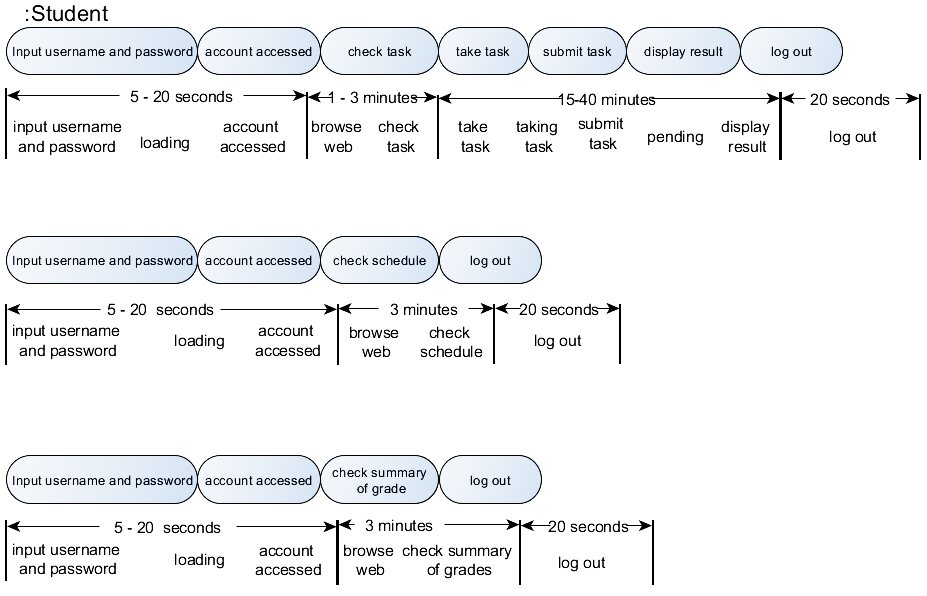 :Student
Input username and password account accessed check task take task submit task display result log out
5 - 20 seconds 1 - 3 minutes 15-40 minutes 20 seconds
input username
and password
loading
account
accessed
browse
web
check
task
take
task
taking
task
submit
task
pending
display
result
log out
Input username and password account accessed check schedule log out
5 - 20 seconds 3 minutes 20 seconds
input username
and password
loading
account
accessed
browse
web
check
schedule
log out
Input username and password account accessed check summary
of grade
log out
5 - 20 seconds 3 minutes 20 seconds
input username
and password
loading
account
accessed
browse
web
check summary
of grades
log out